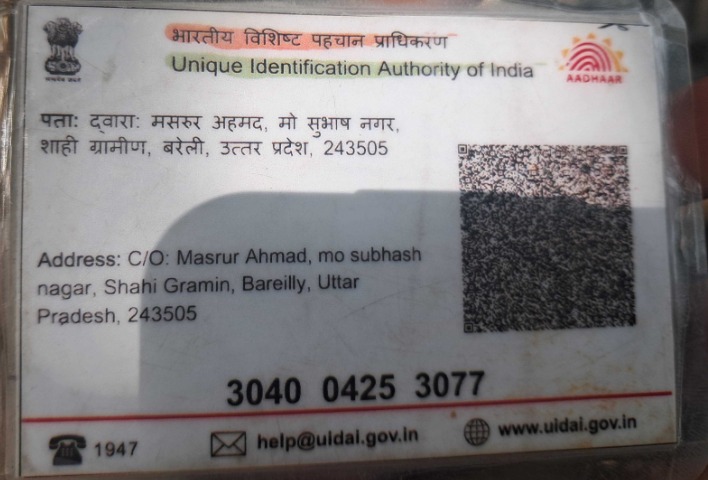 भारतीय विशिष्ट पहचान प्राधिकरण
Unique Identification Authority of India
AADHAAR
पता: द्वारा: मसरुर अहमद, मो सुभाष नगर,
शाही ग्रामीण, बरेली, उत्तर प्रदेश, 243505
Address: C/O: Masrur Ahmad, mo subhash
nagar, Shahi Gramin, Bareilly, Uttar
Pradesh, 243505
3040 0425 3077
1947
help@uidai.gov.in
www.uidai.gov.in